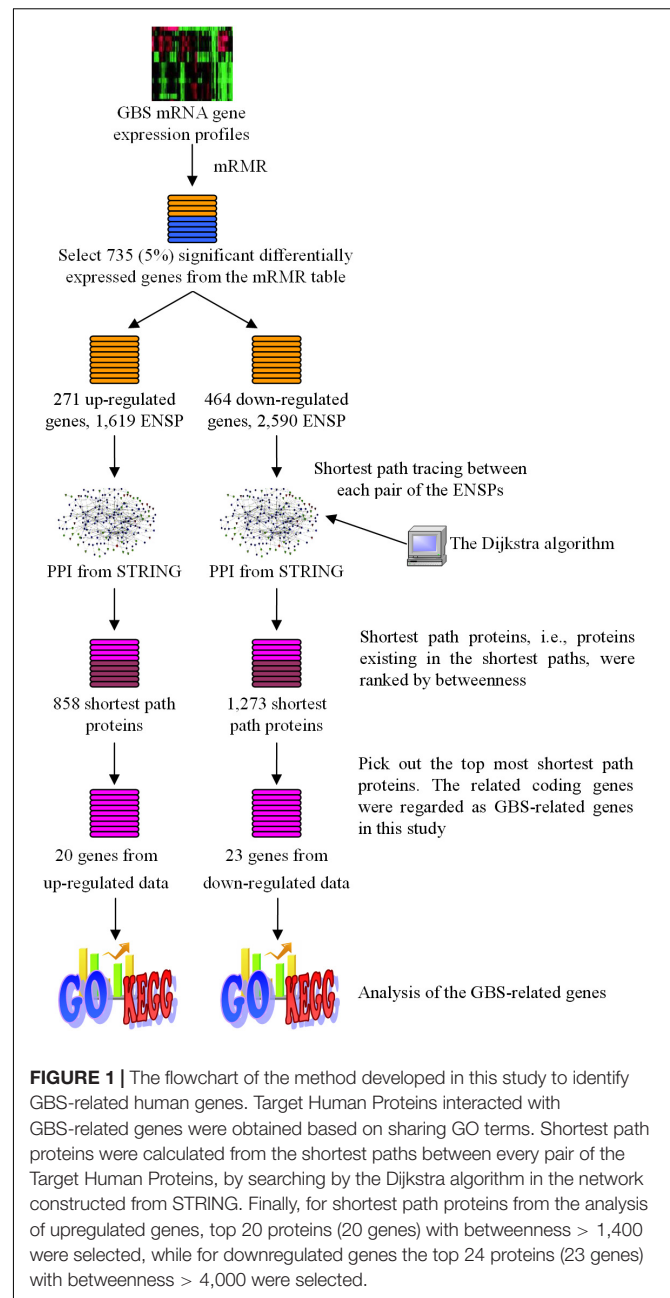 GBS mRNA gene
expression profiles
mRMR
Select 735 (5%) significant differentially
expressed genes from the mRMR table
271 up-regulated
genes, 1,619 ENSP
464 down-regulated
genes, 2,590 ENSP
Shortest path tracing between
each pair of the ENSPs
The Dijkstra algorithm
PPI from STRING
PPI from STRING
Shortest path proteins, i.e., proteins
existing in the shortest paths, were
ranked by betweenness
858 shortest path
proteins
1,273 shortest
path proteins
Pick out the top most shortest path
proteins. The related coding genes
were regarded as GBS-related genes
in this study
20 genes from
up-regulated data
23 genes from
down-regulated data
GO KEGG
GO KEGG
Analysis of the GBS-related genes
FIGURE 1 | The flowchart of the method developed in this study to identify
GBS-related human genes. Target Human Proteins interacted with
GBS-related genes were obtained based on sharing GO terms. Shortest path
proteins were calculated from the shortest paths between every pair of the
Target Human Proteins, by searching by the Dijkstra algorithm in the network
constructed from STRING. Finally, for shortest path proteins from the analysis
of upregulated genes, top 20 proteins (20 genes) with betweenness > 1,400
were selected, while for downregulated genes the top 24 proteins (23 genes)
with betweenness > 4,000 were selected.